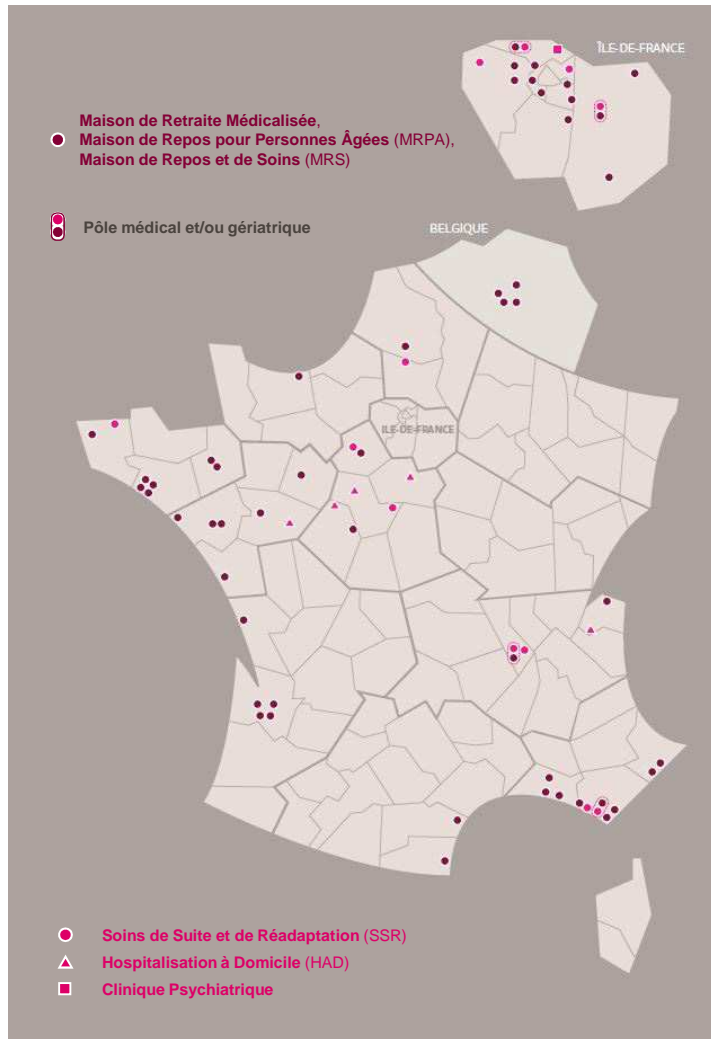 ÎLE-DE-FRANCE
Maison de Retraite Médicalisée,
Maison de Repos pour Personnes Âgées (MRPA),
Maison de Repos et de Soins (MRS)
Pôle médical et/ou gériatrique
BELGIQUE
ILE-DE-FRANCE
Soins de Suite et de Réadaptation (SSR)
Hospitalisation à Domicile (HAD)
Clinique Psychiatrique